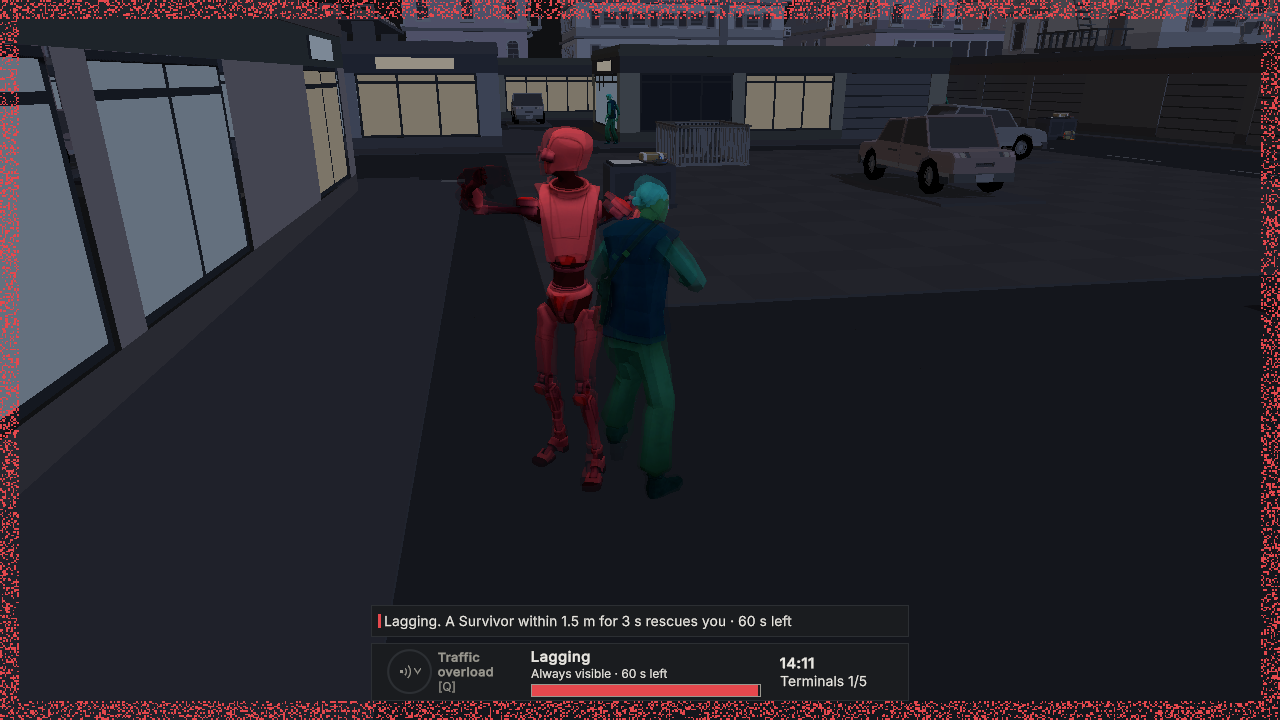 Lagging. A Survivor within 1.5 m for 3 s rescues you · 60 s left
Traffic
overload
[Q]
Lagging
Always visible · 60 s left
14:11
Terminals 1/5